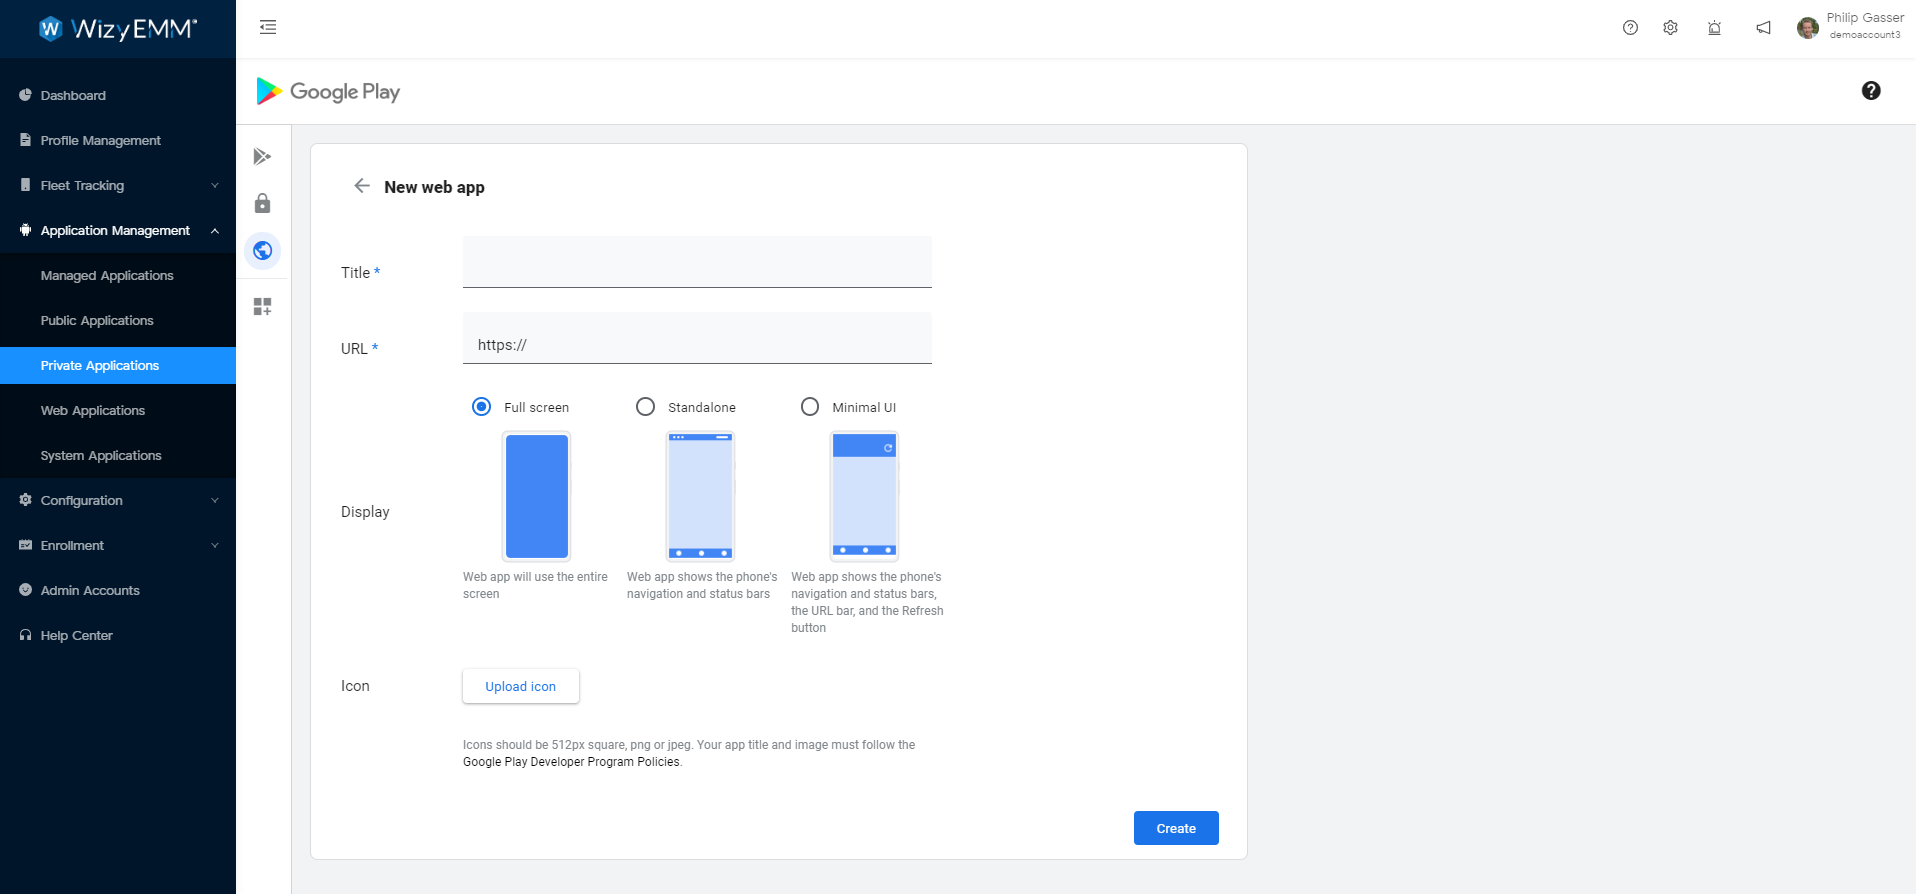 WizyEMM
Philip Gasser
demoaccount3
Dashboard
Profile Management
Fleet Tracking
Application Management
Managed Applications
Public Applications
Private Applications
Web Applications
System Applications
Configuration
Enrollment
Admin Accounts
Help Center
Google Play
New web app
Title *
URL *
https://
Display
Full screen
Web app will use the entire
screen
Standalone
Web app shows the phone's
navigation and status bars
Minimal UI
Web app shows the phone's
navigation and status bars,
the URL bar, and the Refresh
button
Icon
Upload icon
Icons should be 512px square, png or jpeg. Your app title and image must follow the
Google Play Developer Program Policies.
Create